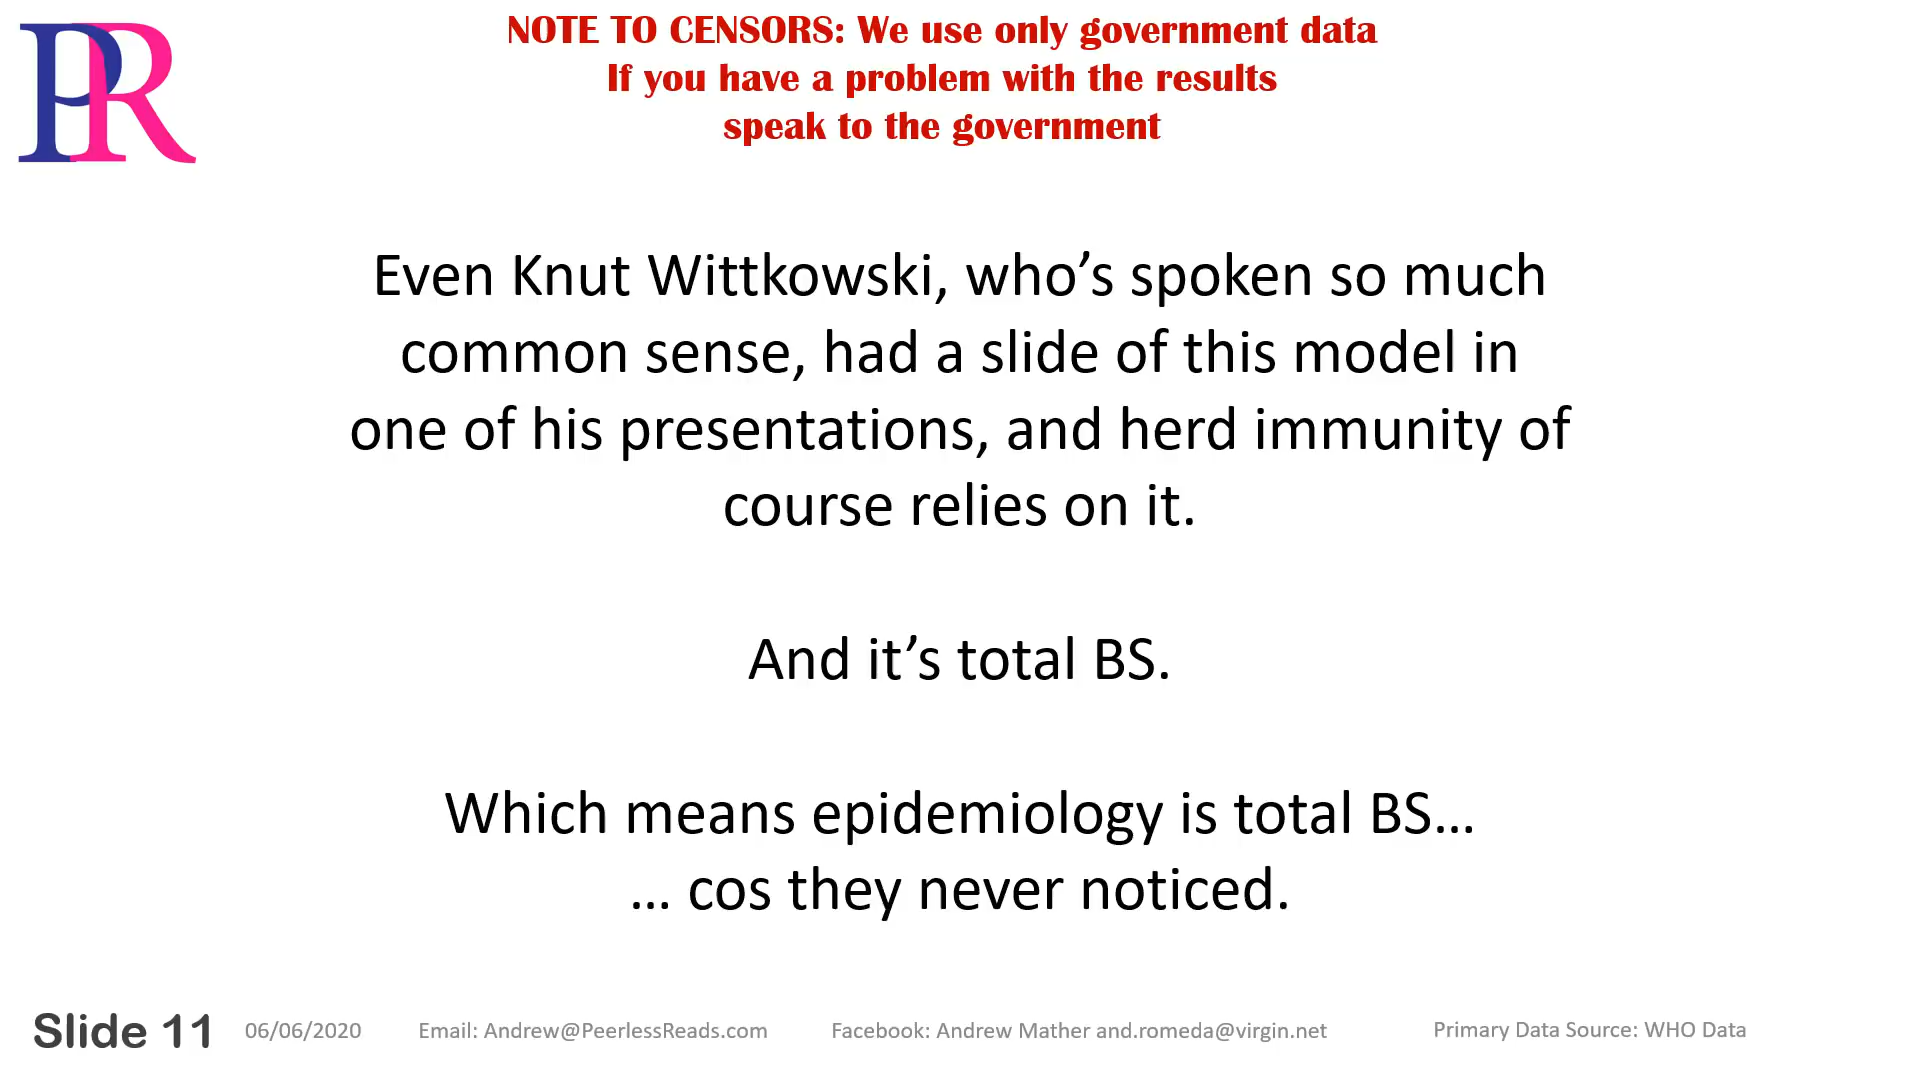 PR
NOTE TO CENSORS: We use only government data
If you have a problem with the results
speak to the government
Even Knut Wittkowski, who’s spoken so much
common sense, had a slide of this model in
one of his presentations, and herd immunity of
course relies on it.
And it’s total BS.
Which means epidemiology is total BS…
… cos they never noticed.
Slide 11 06/06/2020 Email: Andrew@PeerlessReads.com Facebook: Andrew Mather and.romeda@virgin.net Primary Data Source: WHO Data